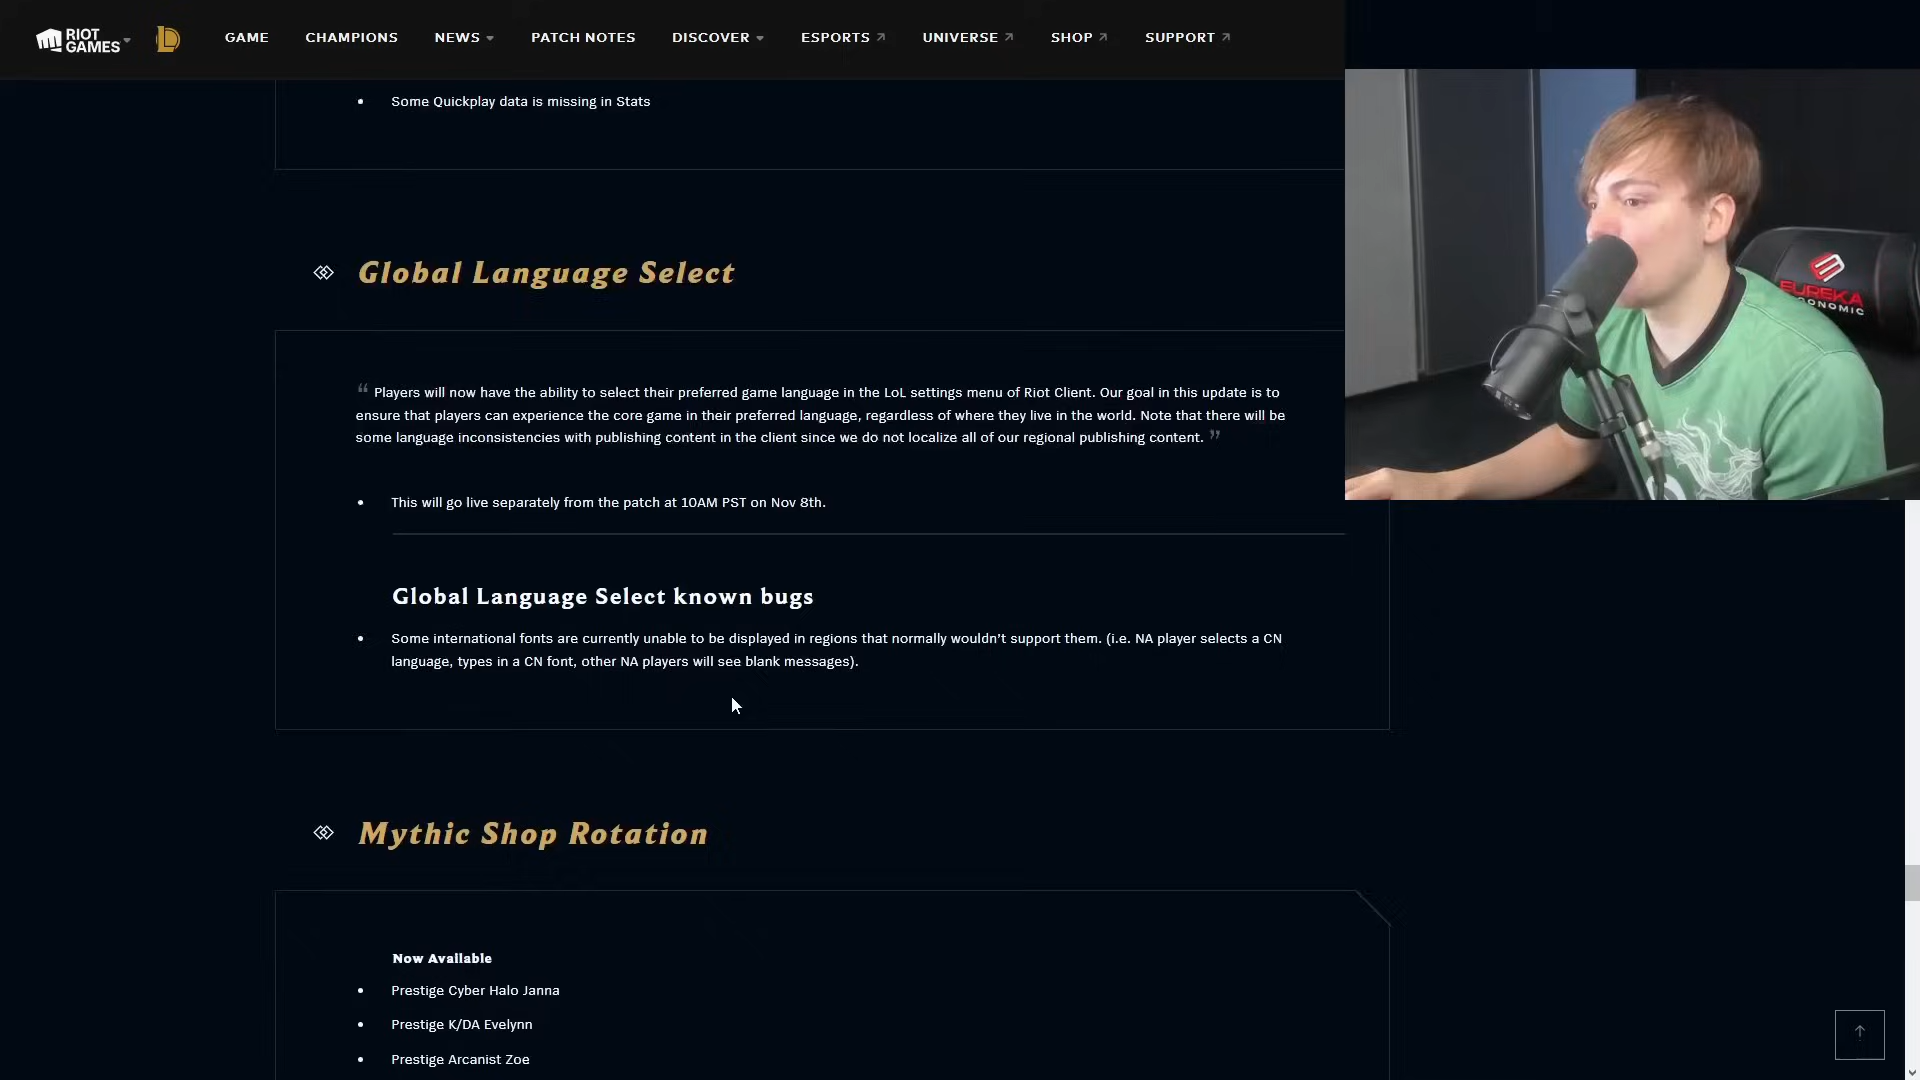 RIOT GAMES
GAME CHAMPIONS NEWS PATCH NOTES DISCOVER ESPORTS UNIVERSE SHOP SUPPORT
Some Quickplay data is missing in Stats
Global Language Select
“ Players will now have the ability to select their preferred game language in the LoL settings menu of Riot Client. Our goal in this update is to
ensure that players can experience the core game in their preferred language, regardless of where they live in the world. Note that there will be
some language inconsistencies with publishing content in the client since we do not localize all of our regional publishing content. ”
This will go live separately from the patch at 10AM PST on Nov 8th.
Global Language Select known bugs
Some international fonts are currently unable to be displayed in regions that normally wouldn’t support them. (i.e. NA player selects a CN
language, types in a CN font, other NA players will see blank messages).
Mythic Shop Rotation
Now Available
Prestige Cyber Halo Janna
Prestige K/DA Evelynn
Prestige Arcanist Zoe
EUREKA